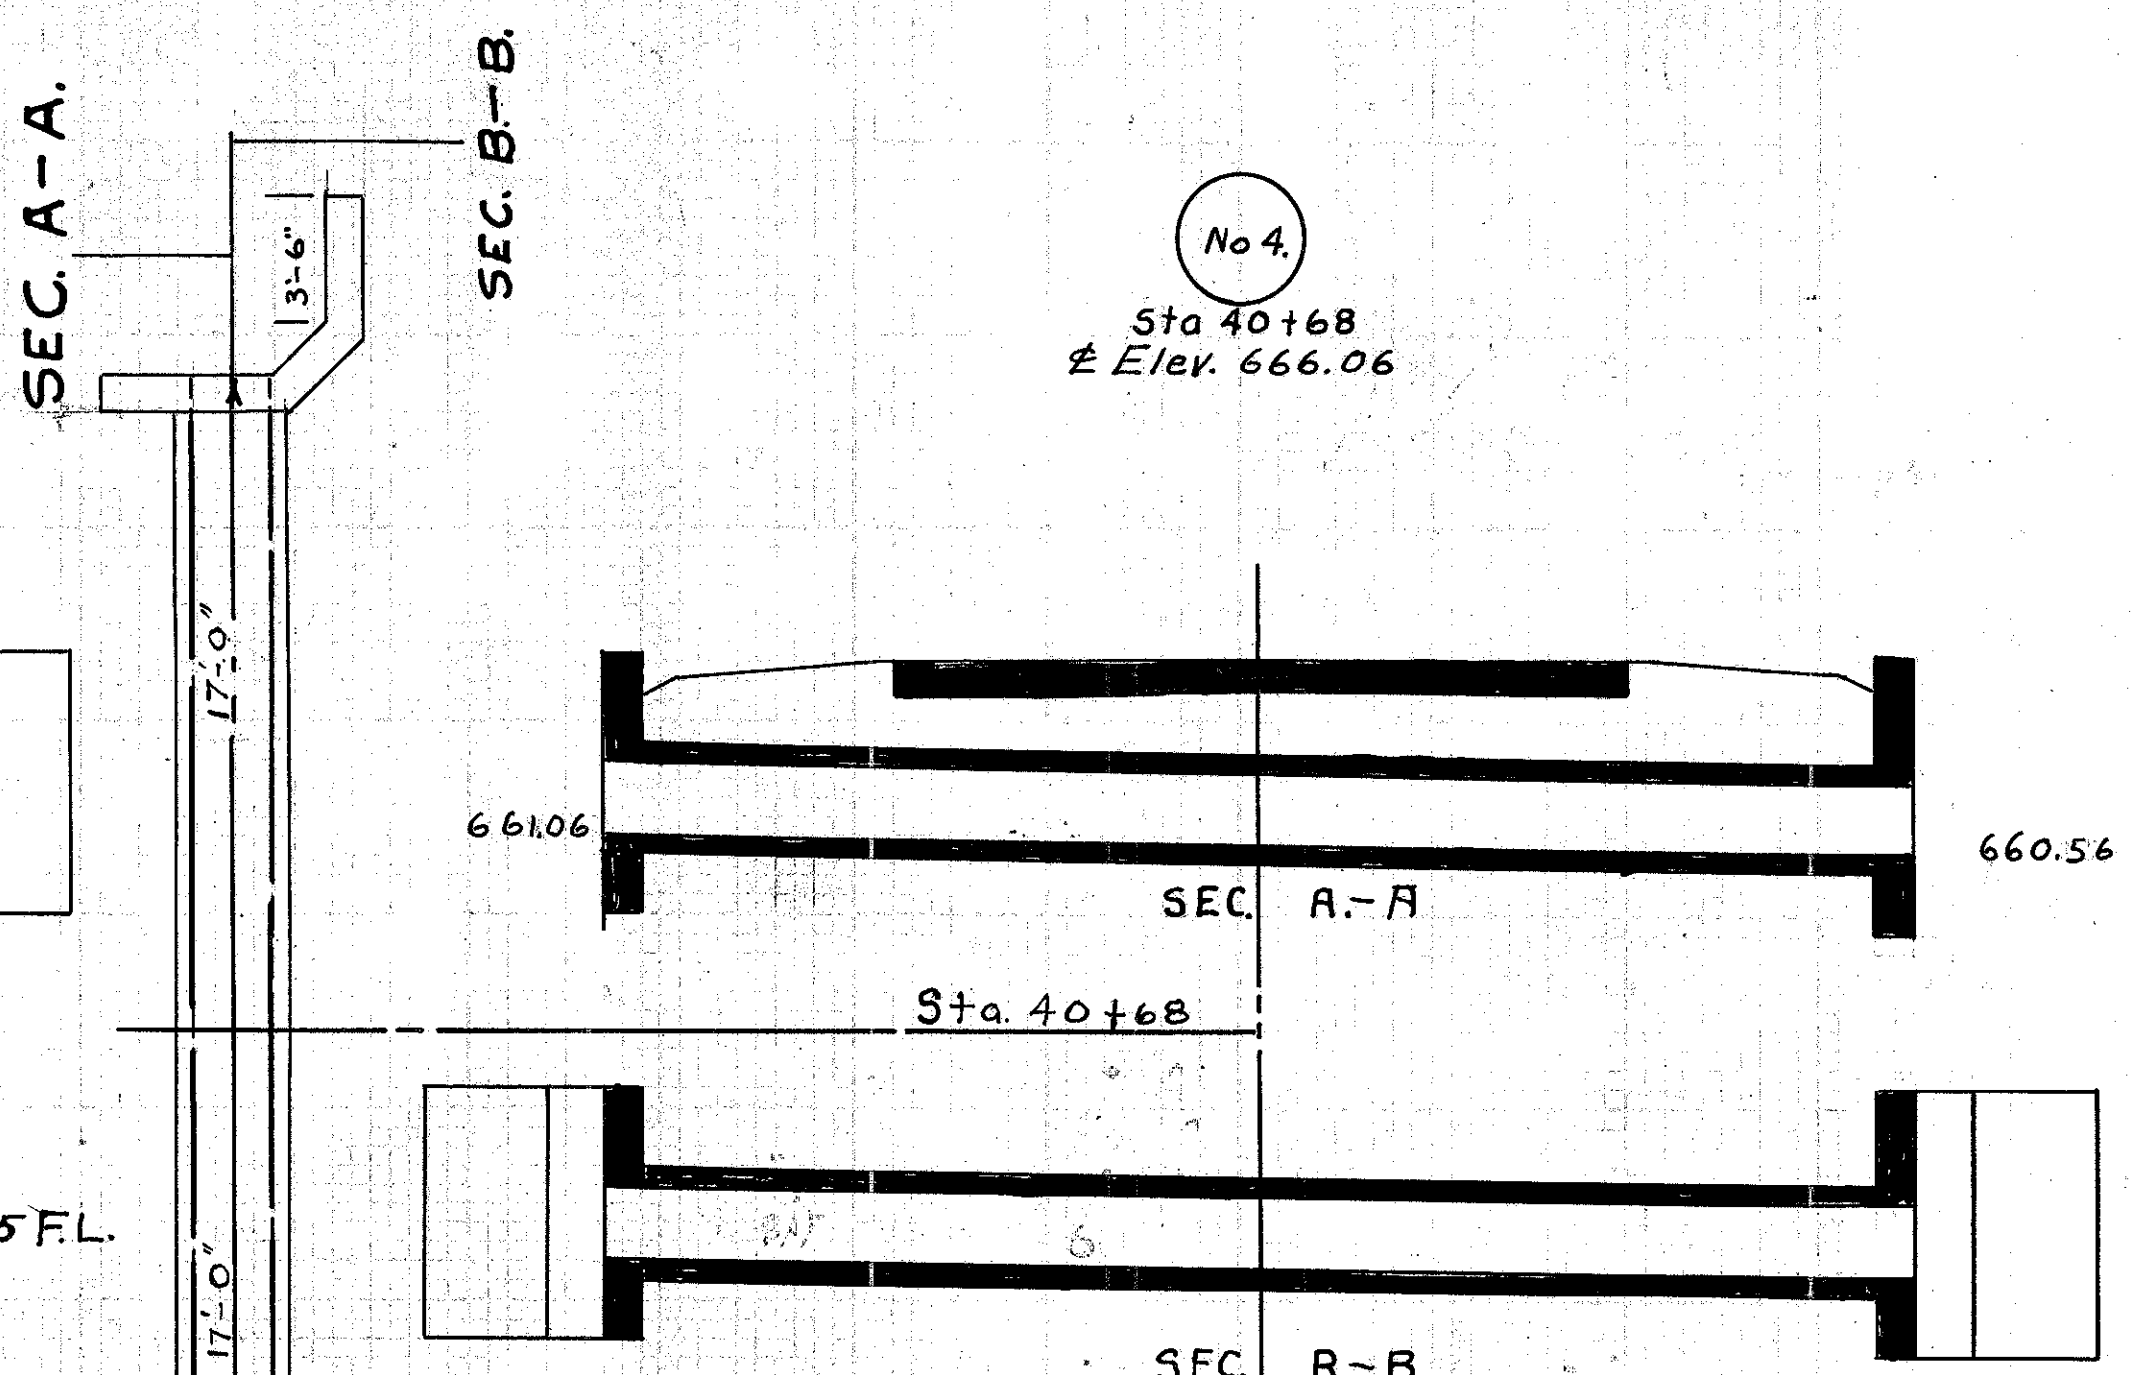 SEC. A-A.
SEC. B-B.
3'-6"
No 4.
Sta 40+68
℄ Elev. 666.06
17'-0"
661.06
660.56
SEC. A.-A
Sta. 40+68
5 F.L.
17'-0"
SEC. B-B